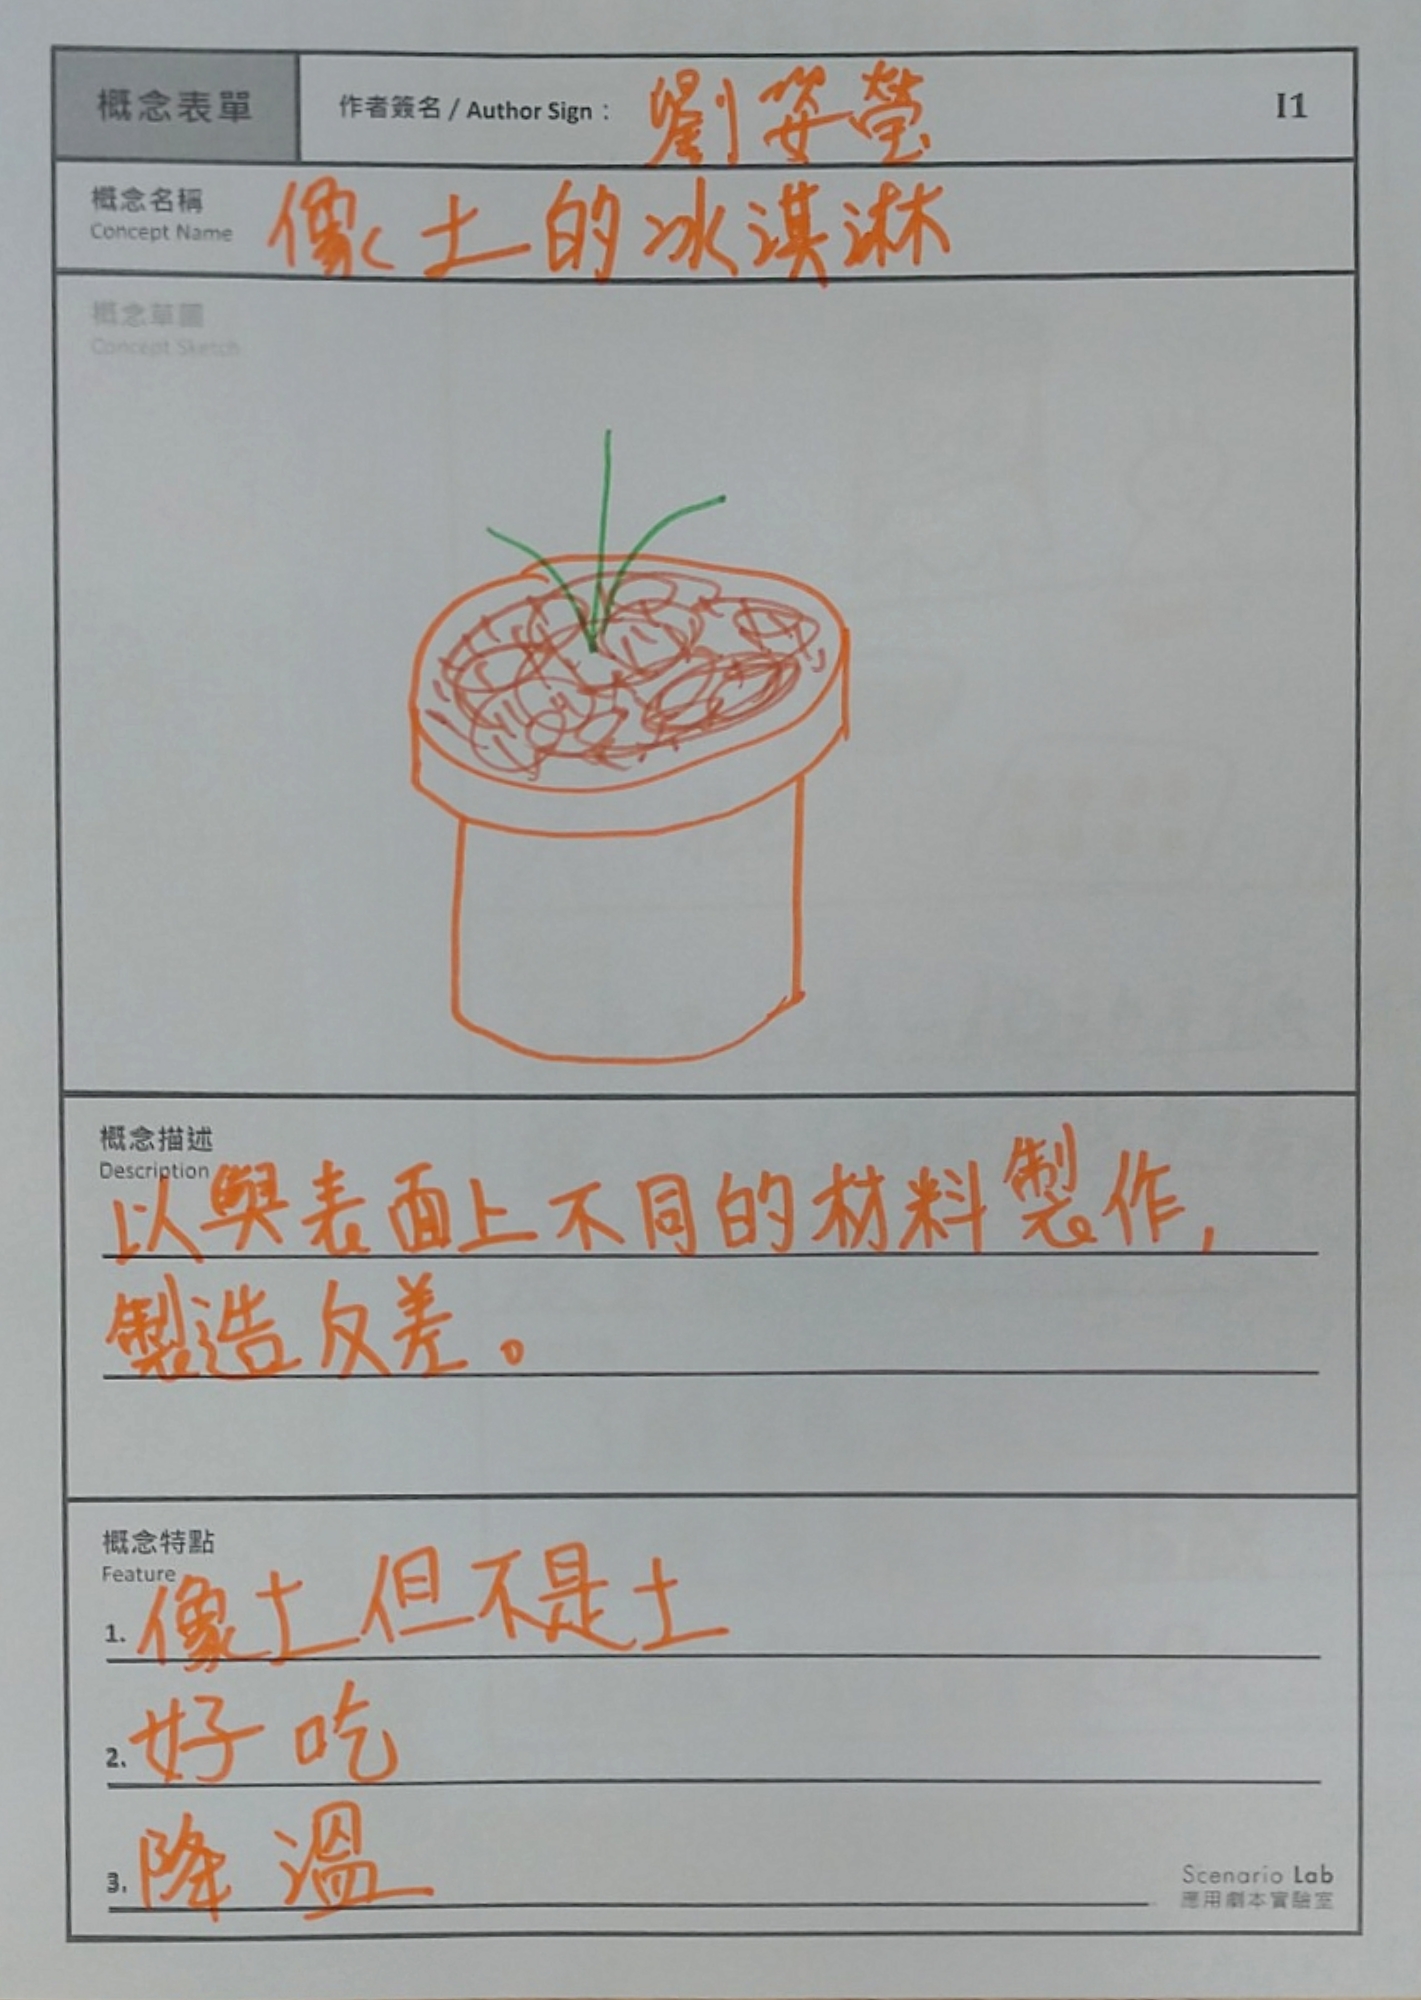 概念表單
作者簽名 / Author Sign : 劉姿瑩
I1
概念名稱
Concept Name
像土的冰淇淋
概念草圖
Concept Sketch
概念描述
Description
以與表面上不同的材料製作,
製造反差。
概念特點
Feature
1. 像土但不是土
2. 好吃
3. 降溫
Scenario Lab
應用劇本實驗室